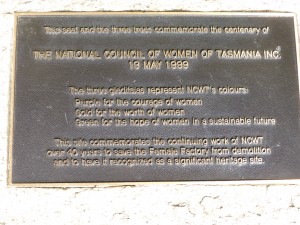 This seat and the three trees commemorate the centenary of
THE NATIONAL COUNCIL OF WOMEN OF TASMANIA INC.
19 MAY 1999
The three gleditsias represent NCWT's colours:
Purple for the courage of women
Gold for the worth of women
Green for the hope of women in a sustainable future
This site commemorates the continuing work of NCWT
over 40 years to save the Female Factory from demolition
and to have it recognized as a significant heritage site.